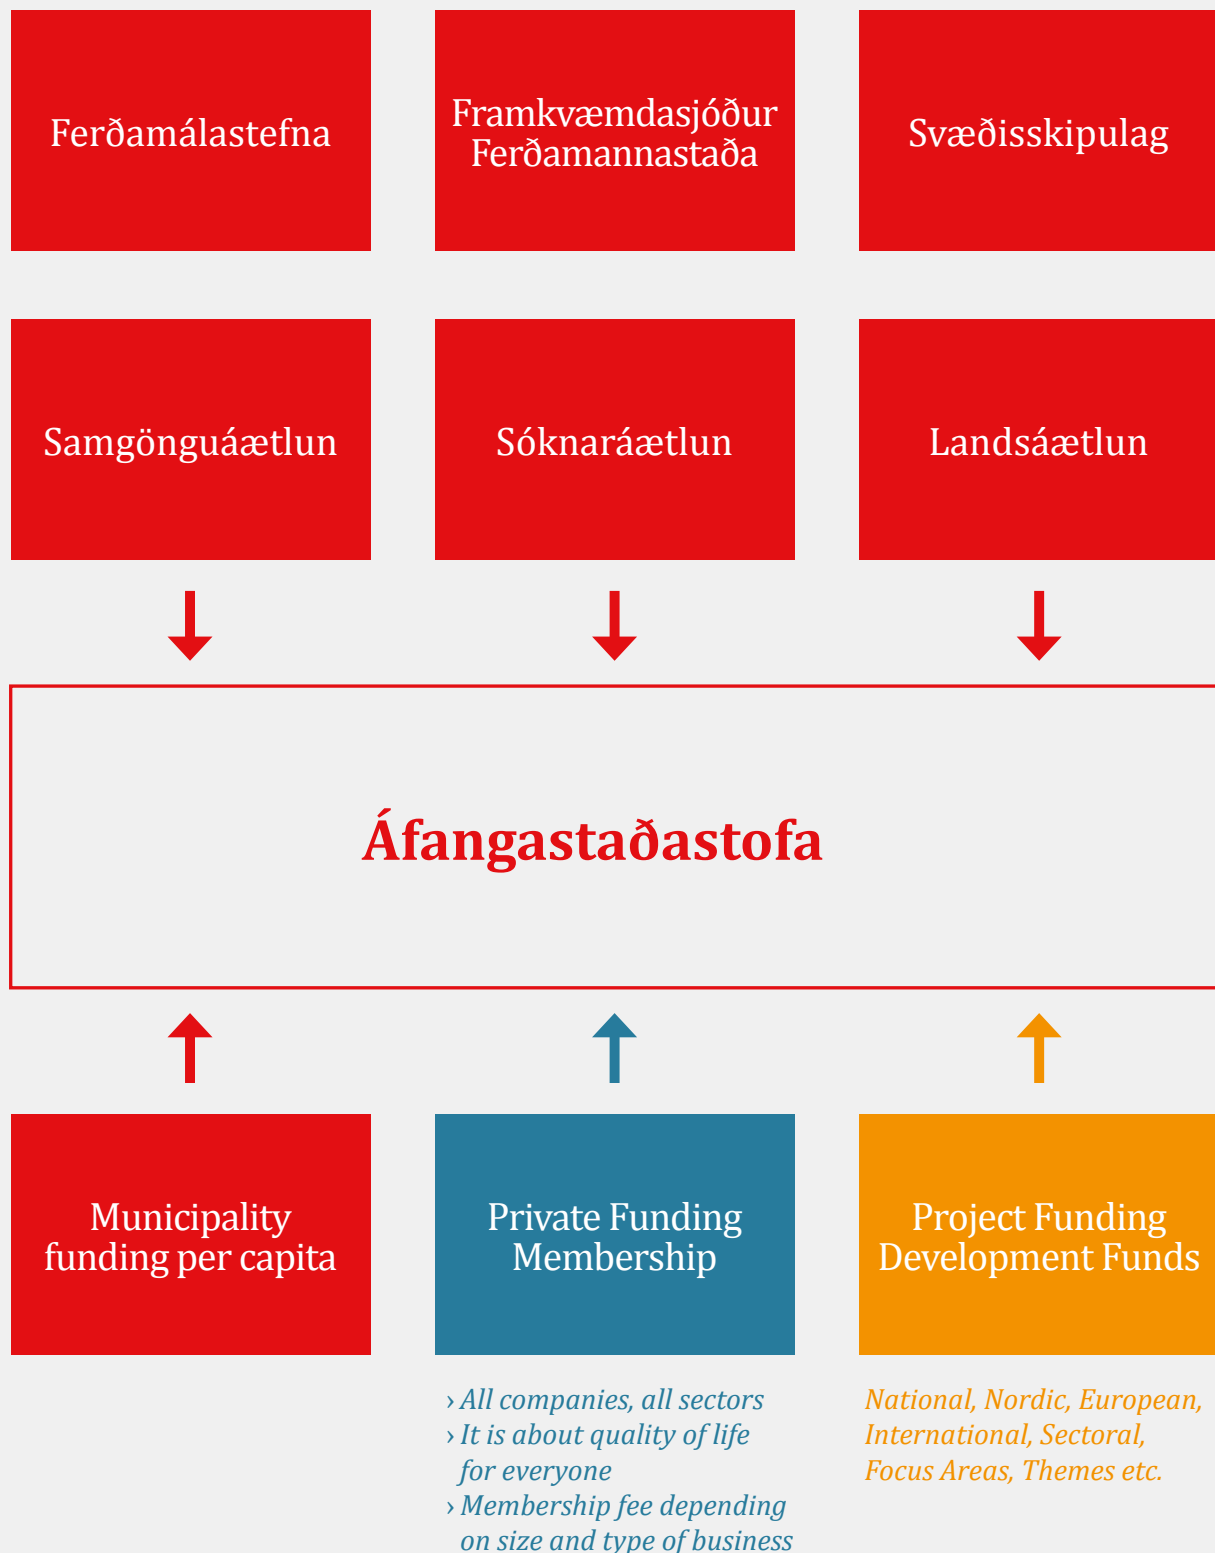 Ferðamálastefna
Framkvæmdasjóður
Ferðamannastaða
Svæðisskipulag
Samgönguáætlun
Sóknaráætlun
Landsáætlun
Áfangastaðastofa
Municipality
funding per capita
Private Funding
Membership
Project Funding
Development Funds
› All companies, all sectors
› It is about quality of life
for everyone
› Membership fee depending
on size and type of business
National, Nordic, European,
International, Sectoral,
Focus Areas, Themes etc.